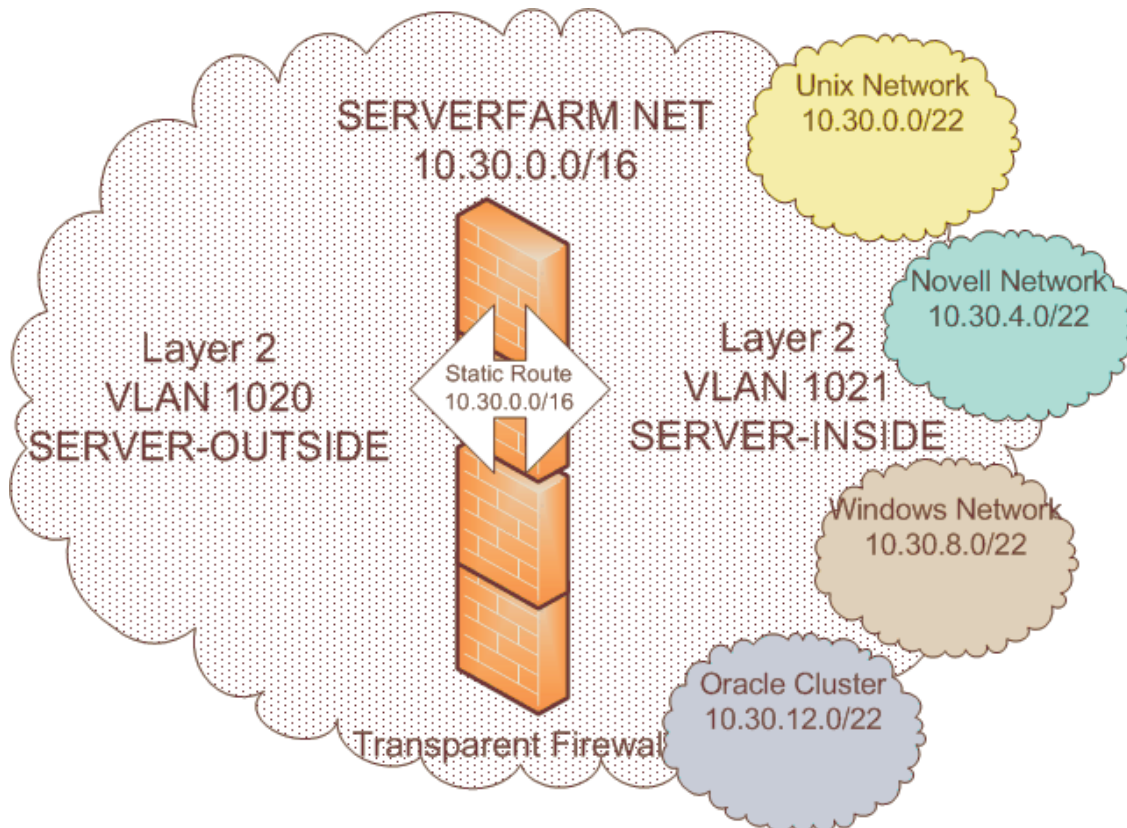 SERVERFARM NET
10.30.0.0/16
Unix Network
10.30.0.0/22
Novell Network
10.30.4.0/22
Layer 2
VLAN 1020
SERVER-OUTSIDE
Static Route
10.30.0.0/16
Layer 2
VLAN 1021
SERVER-INSIDE
Windows Network
10.30.8.0/22
Oracle Cluster
10.30.12.0/22
Transparent Firewal